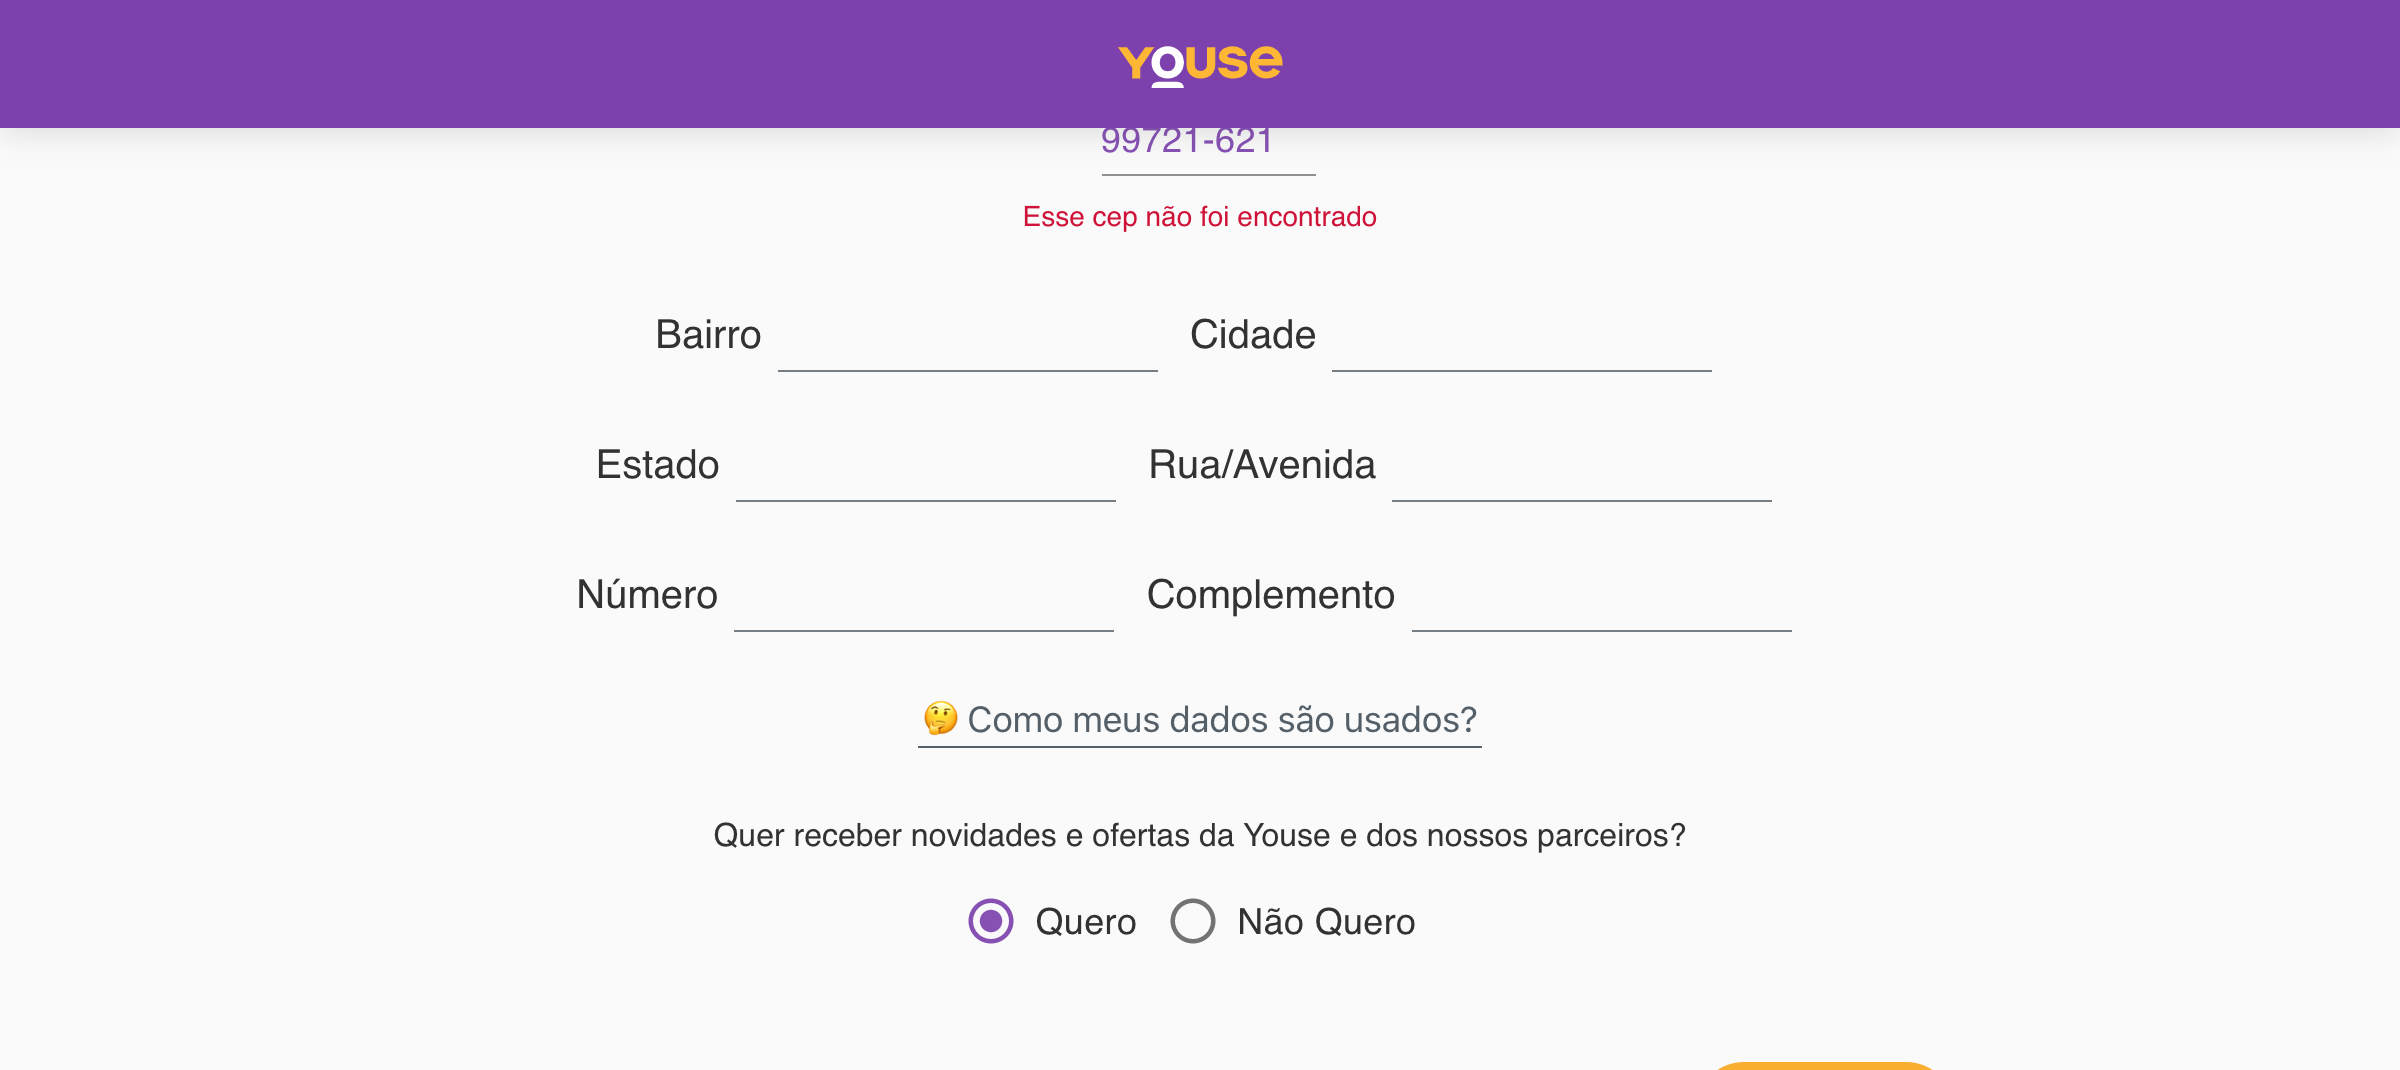 Youse
99721-621
Esse cep não foi encontrado
Bairro Cidade
Estado Rua/Avenida
Número Complemento
🤔 Como meus dados são usados?
Quer receber novidades e ofertas da Youse e dos nossos parceiros?
Quero Não Quero